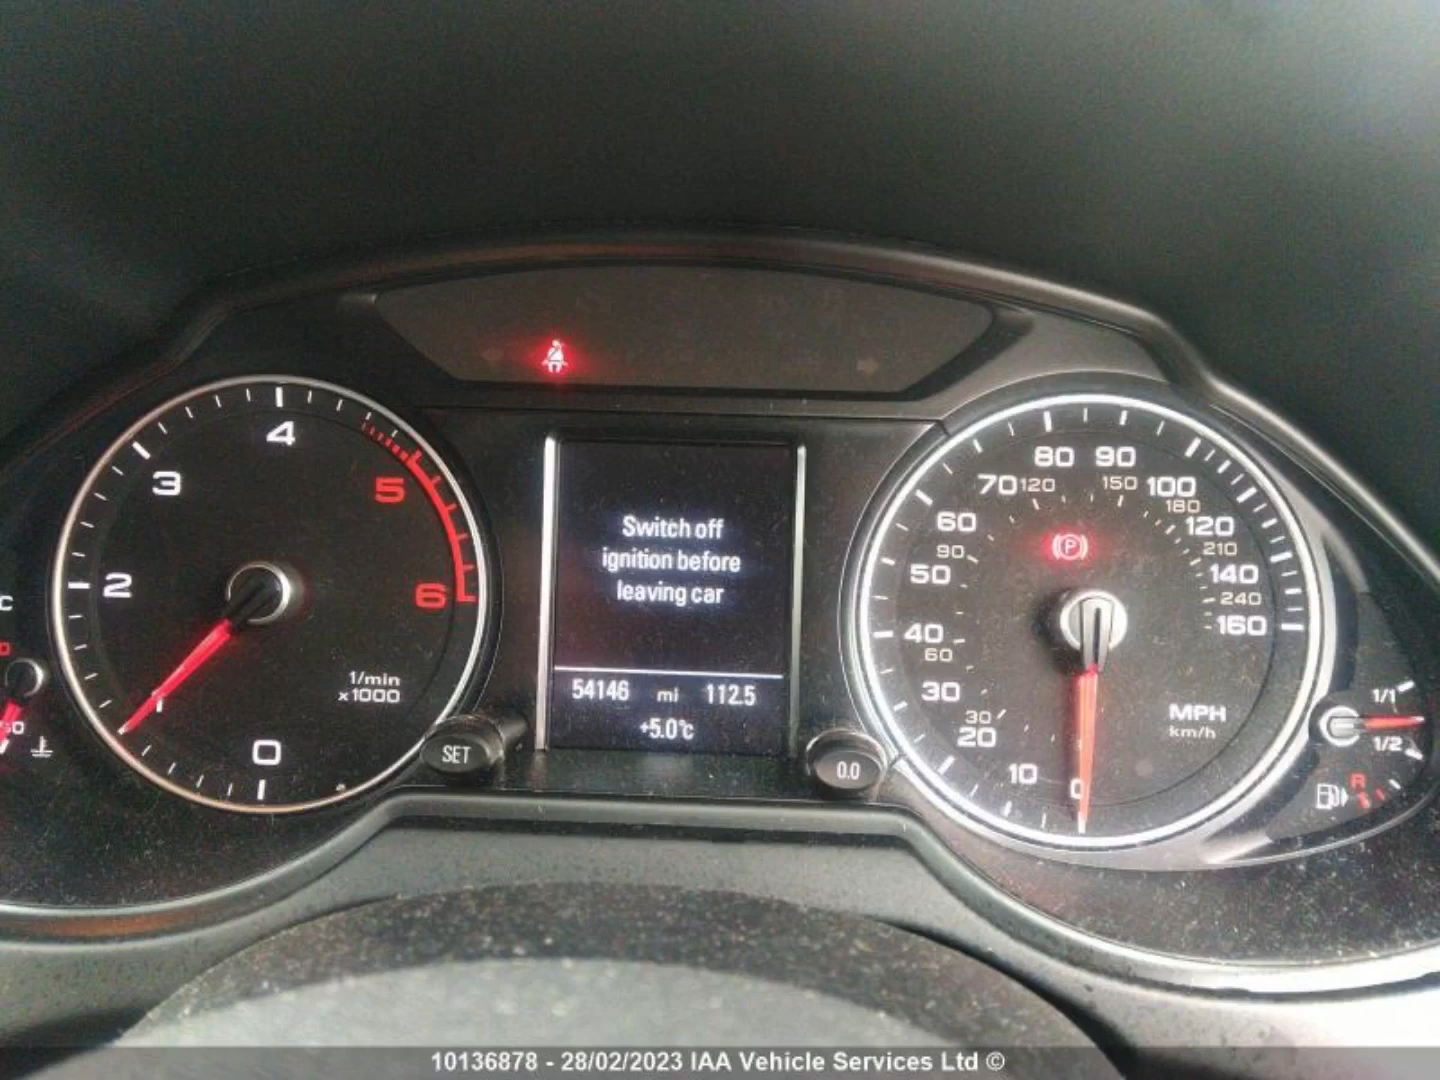 4
3
5
2
6
1
0
1/min
x1000
C
SET
Switch off
ignition before
leaving car
54146 mi 112.5
+5.0°C
0.0
80 90
70 120 150 100
180
60 120
90 210
50 140
240
40 160
60
30
30
20
10
0
(P)
MPH
km/h
1/1
1/2
R
10136878 - 28/02/2023 IAA Vehicle Services Ltd ©